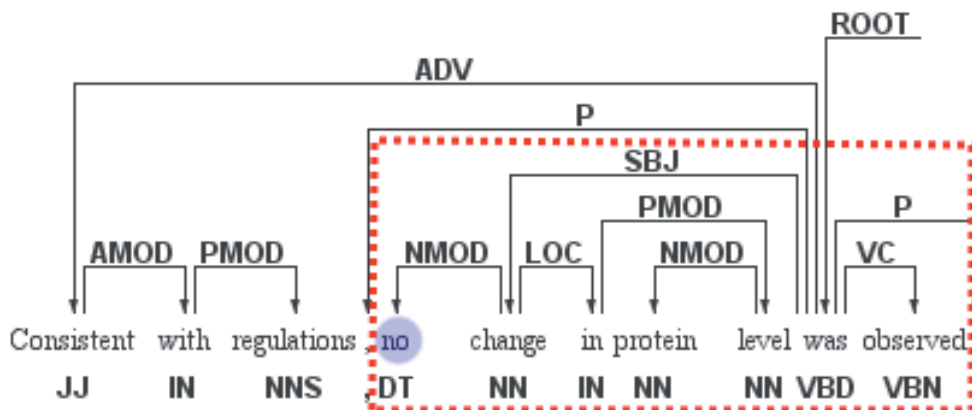 ROOT
ADV
P
SBJ
PMOD P
AMOD PMOD NMOD LOC NMOD VC
Consistent with regulations , no change in protein level was observed
JJ IN NNS , DT NN IN NN NN VBD VBN